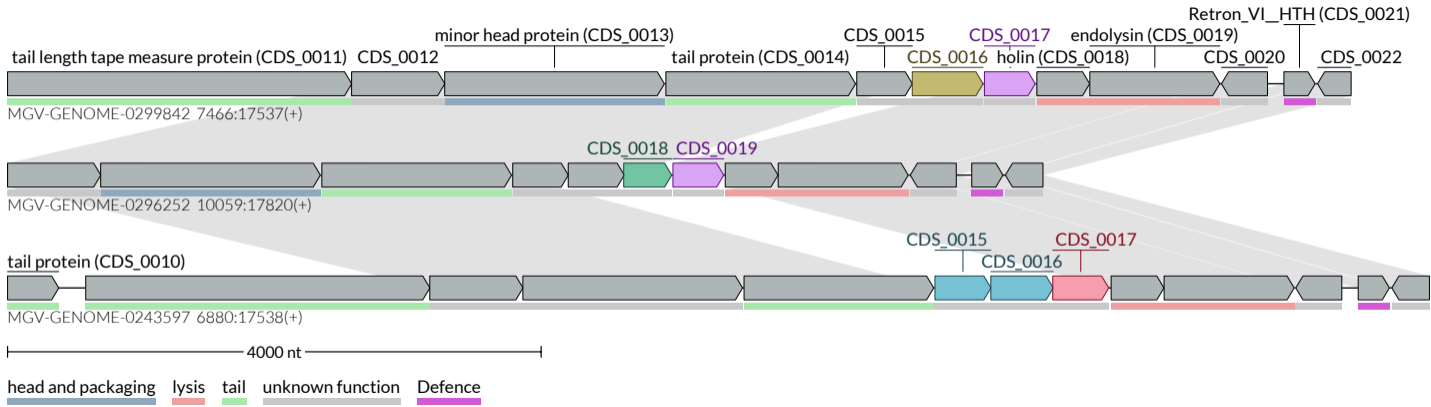 Retron_VI__HTH (CDS_0021)
minor head protein (CDS_0013) CDS_0015 CDS_0017 endolysin (CDS_0019)
tail length tape measure protein (CDS_0011) CDS_0012 tail protein (CDS_0014) CDS_0016 holin (CDS_0018) CDS_0020 CDS_0022
MGV-GENOME-0299842 7466:17537(+)
CDS_0018 CDS_0019
MGV-GENOME-0296252 10059:17820(+)
CDS_0015 CDS_0017
tail protein (CDS_0010) CDS_0016
MGV-GENOME-0243597 6880:17538(+)
4000 nt
head and packaging lysis tail unknown function Defence